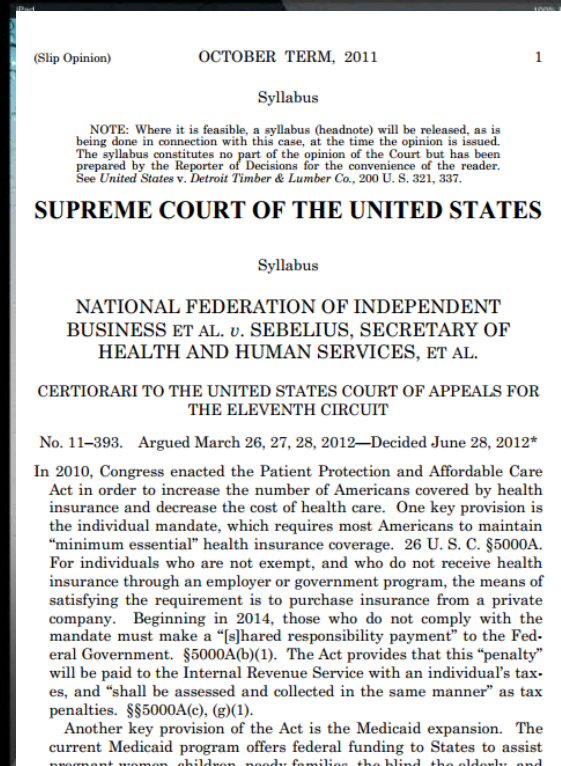 iPad
100%
(Slip Opinion) OCTOBER TERM, 2011 1
Syllabus
NOTE: Where it is feasible, a syllabus (headnote) will be released, as is
being done in connection with this case, at the time the opinion is issued.
The syllabus constitutes no part of the opinion of the Court but has been
prepared by the Reporter of Decisions for the convenience of the reader.
See United States v. Detroit Timber & Lumber Co., 200 U. S. 321, 337.
SUPREME COURT OF THE UNITED STATES
Syllabus
NATIONAL FEDERATION OF INDEPENDENT
BUSINESS ET AL. v. SEBELIUS, SECRETARY OF
HEALTH AND HUMAN SERVICES, ET AL.
CERTIORARI TO THE UNITED STATES COURT OF APPEALS FOR
THE ELEVENTH CIRCUIT
No. 11–393. Argued March 26, 27, 28, 2012—Decided June 28, 2012*
In 2010, Congress enacted the Patient Protection and Affordable Care
Act in order to increase the number of Americans covered by health
insurance and decrease the cost of health care. One key provision is
the individual mandate, which requires most Americans to maintain
“minimum essential” health insurance coverage. 26 U. S. C. §5000A.
For individuals who are not exempt, and who do not receive health
insurance through an employer or government program, the means of
satisfying the requirement is to purchase insurance from a private
company. Beginning in 2014, those who do not comply with the
mandate must make a “[s]hared responsibility payment” to the Fed-
eral Government. §5000A(b)(1). The Act provides that this “penalty”
will be paid to the Internal Revenue Service with an individual’s tax-
es, and “shall be assessed and collected in the same manner” as tax
penalties. §§5000A(c), (g)(1).
Another key provision of the Act is the Medicaid expansion. The
current Medicaid program offers federal funding to States to assist
pregnant women, children, needy families, the blind, the elderly, and